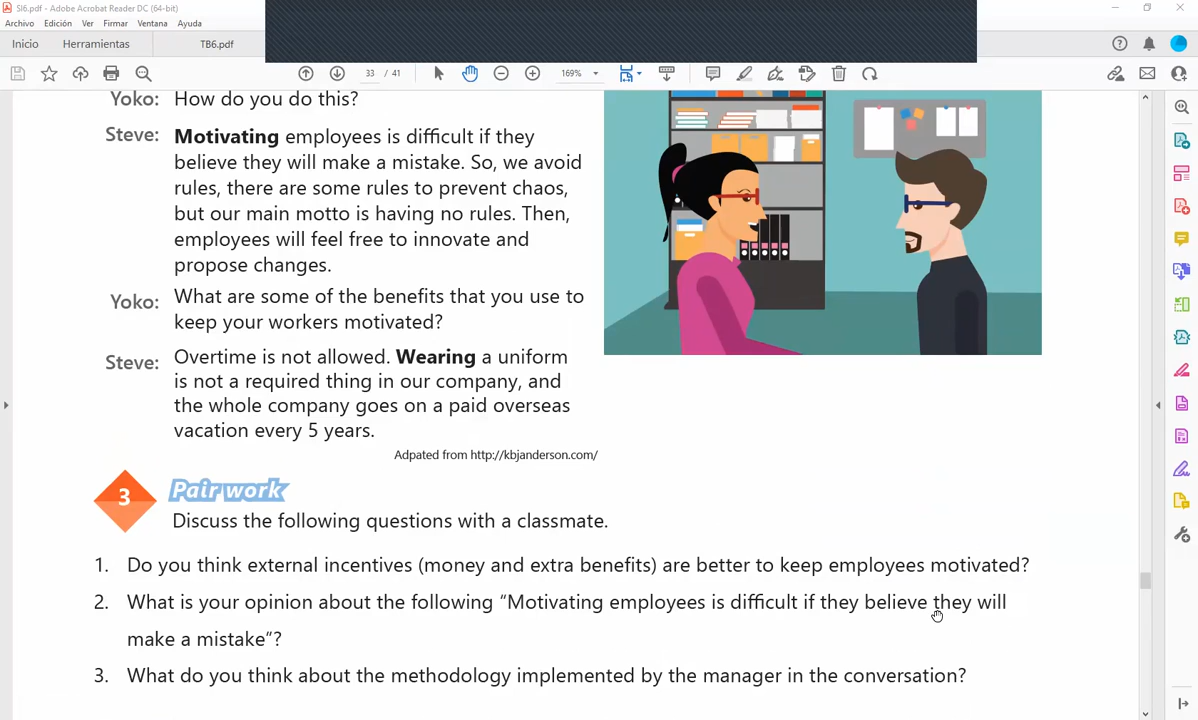 SI6.pdf - Adobe Acrobat Reader DC (64-bit)
Archivo Edición Ver Firmar Ventana Ayuda
Inicio Herramientas TB6.pdf
33 / 41 169%
Yoko: How do you do this?
Steve: Motivating employees is difficult if they
believe they will make a mistake. So, we avoid
rules, there are some rules to prevent chaos,
but our main motto is having no rules. Then,
employees will feel free to innovate and
propose changes.
Yoko: What are some of the benefits that you use to
keep your workers motivated?
Steve: Overtime is not allowed. Wearing a uniform
is not a required thing in our company, and
the whole company goes on a paid overseas
vacation every 5 years.
Adpated from http://kbjanderson.com/
3 Pair work
Discuss the following questions with a classmate.
1. Do you think external incentives (money and extra benefits) are better to keep employees motivated?
2. What is your opinion about the following “Motivating employees is difficult if they believe they will
make a mistake”?
3. What do you think about the methodology implemented by the manager in the conversation?